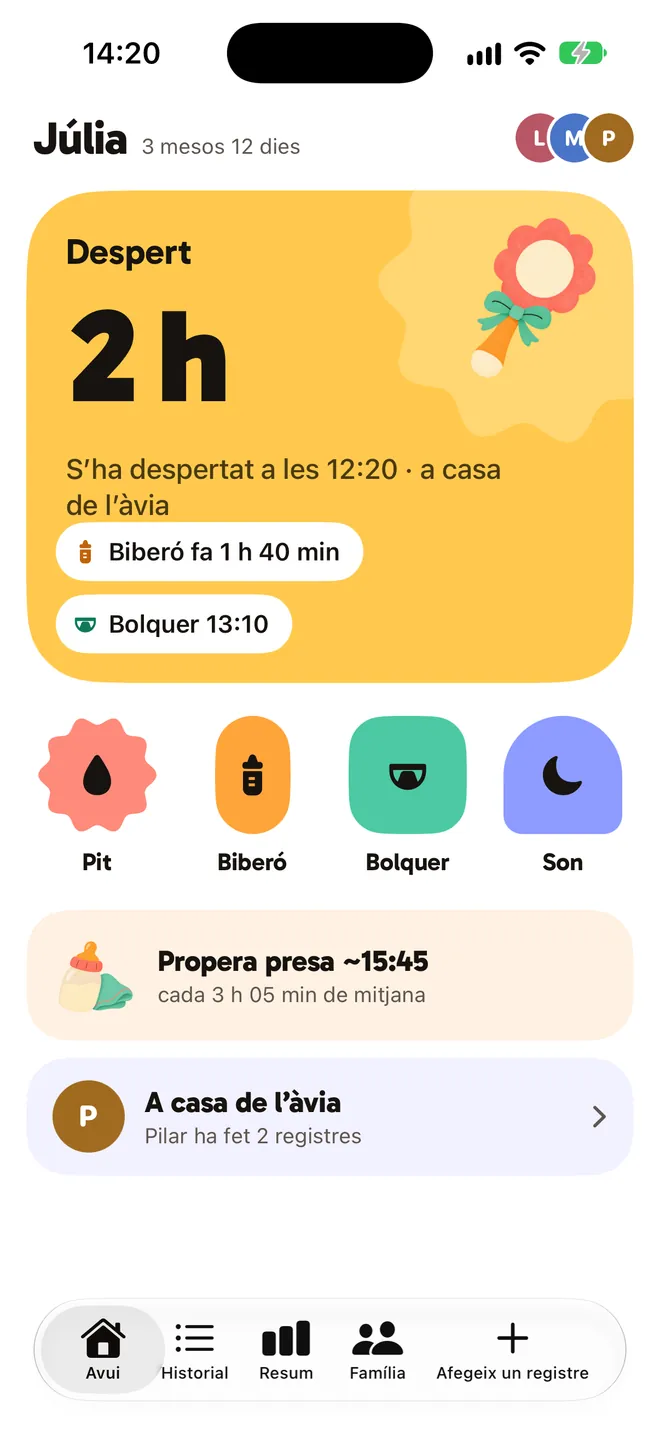 14:20
Júlia 3 mesos 12 dies
L M P
Despert
2 h
S’ha despertat a les 12:20 · a casa
de l’àvia
Biberó fa 1 h 40 min
Bolquer 13:10
Pit Biberó Bolquer Son
Propera presa ~15:45
cada 3 h 05 min de mitjana
P
A casa de l’àvia
Pilar ha fet 2 registres
Avui Historial Resum Família Afegeix un registre